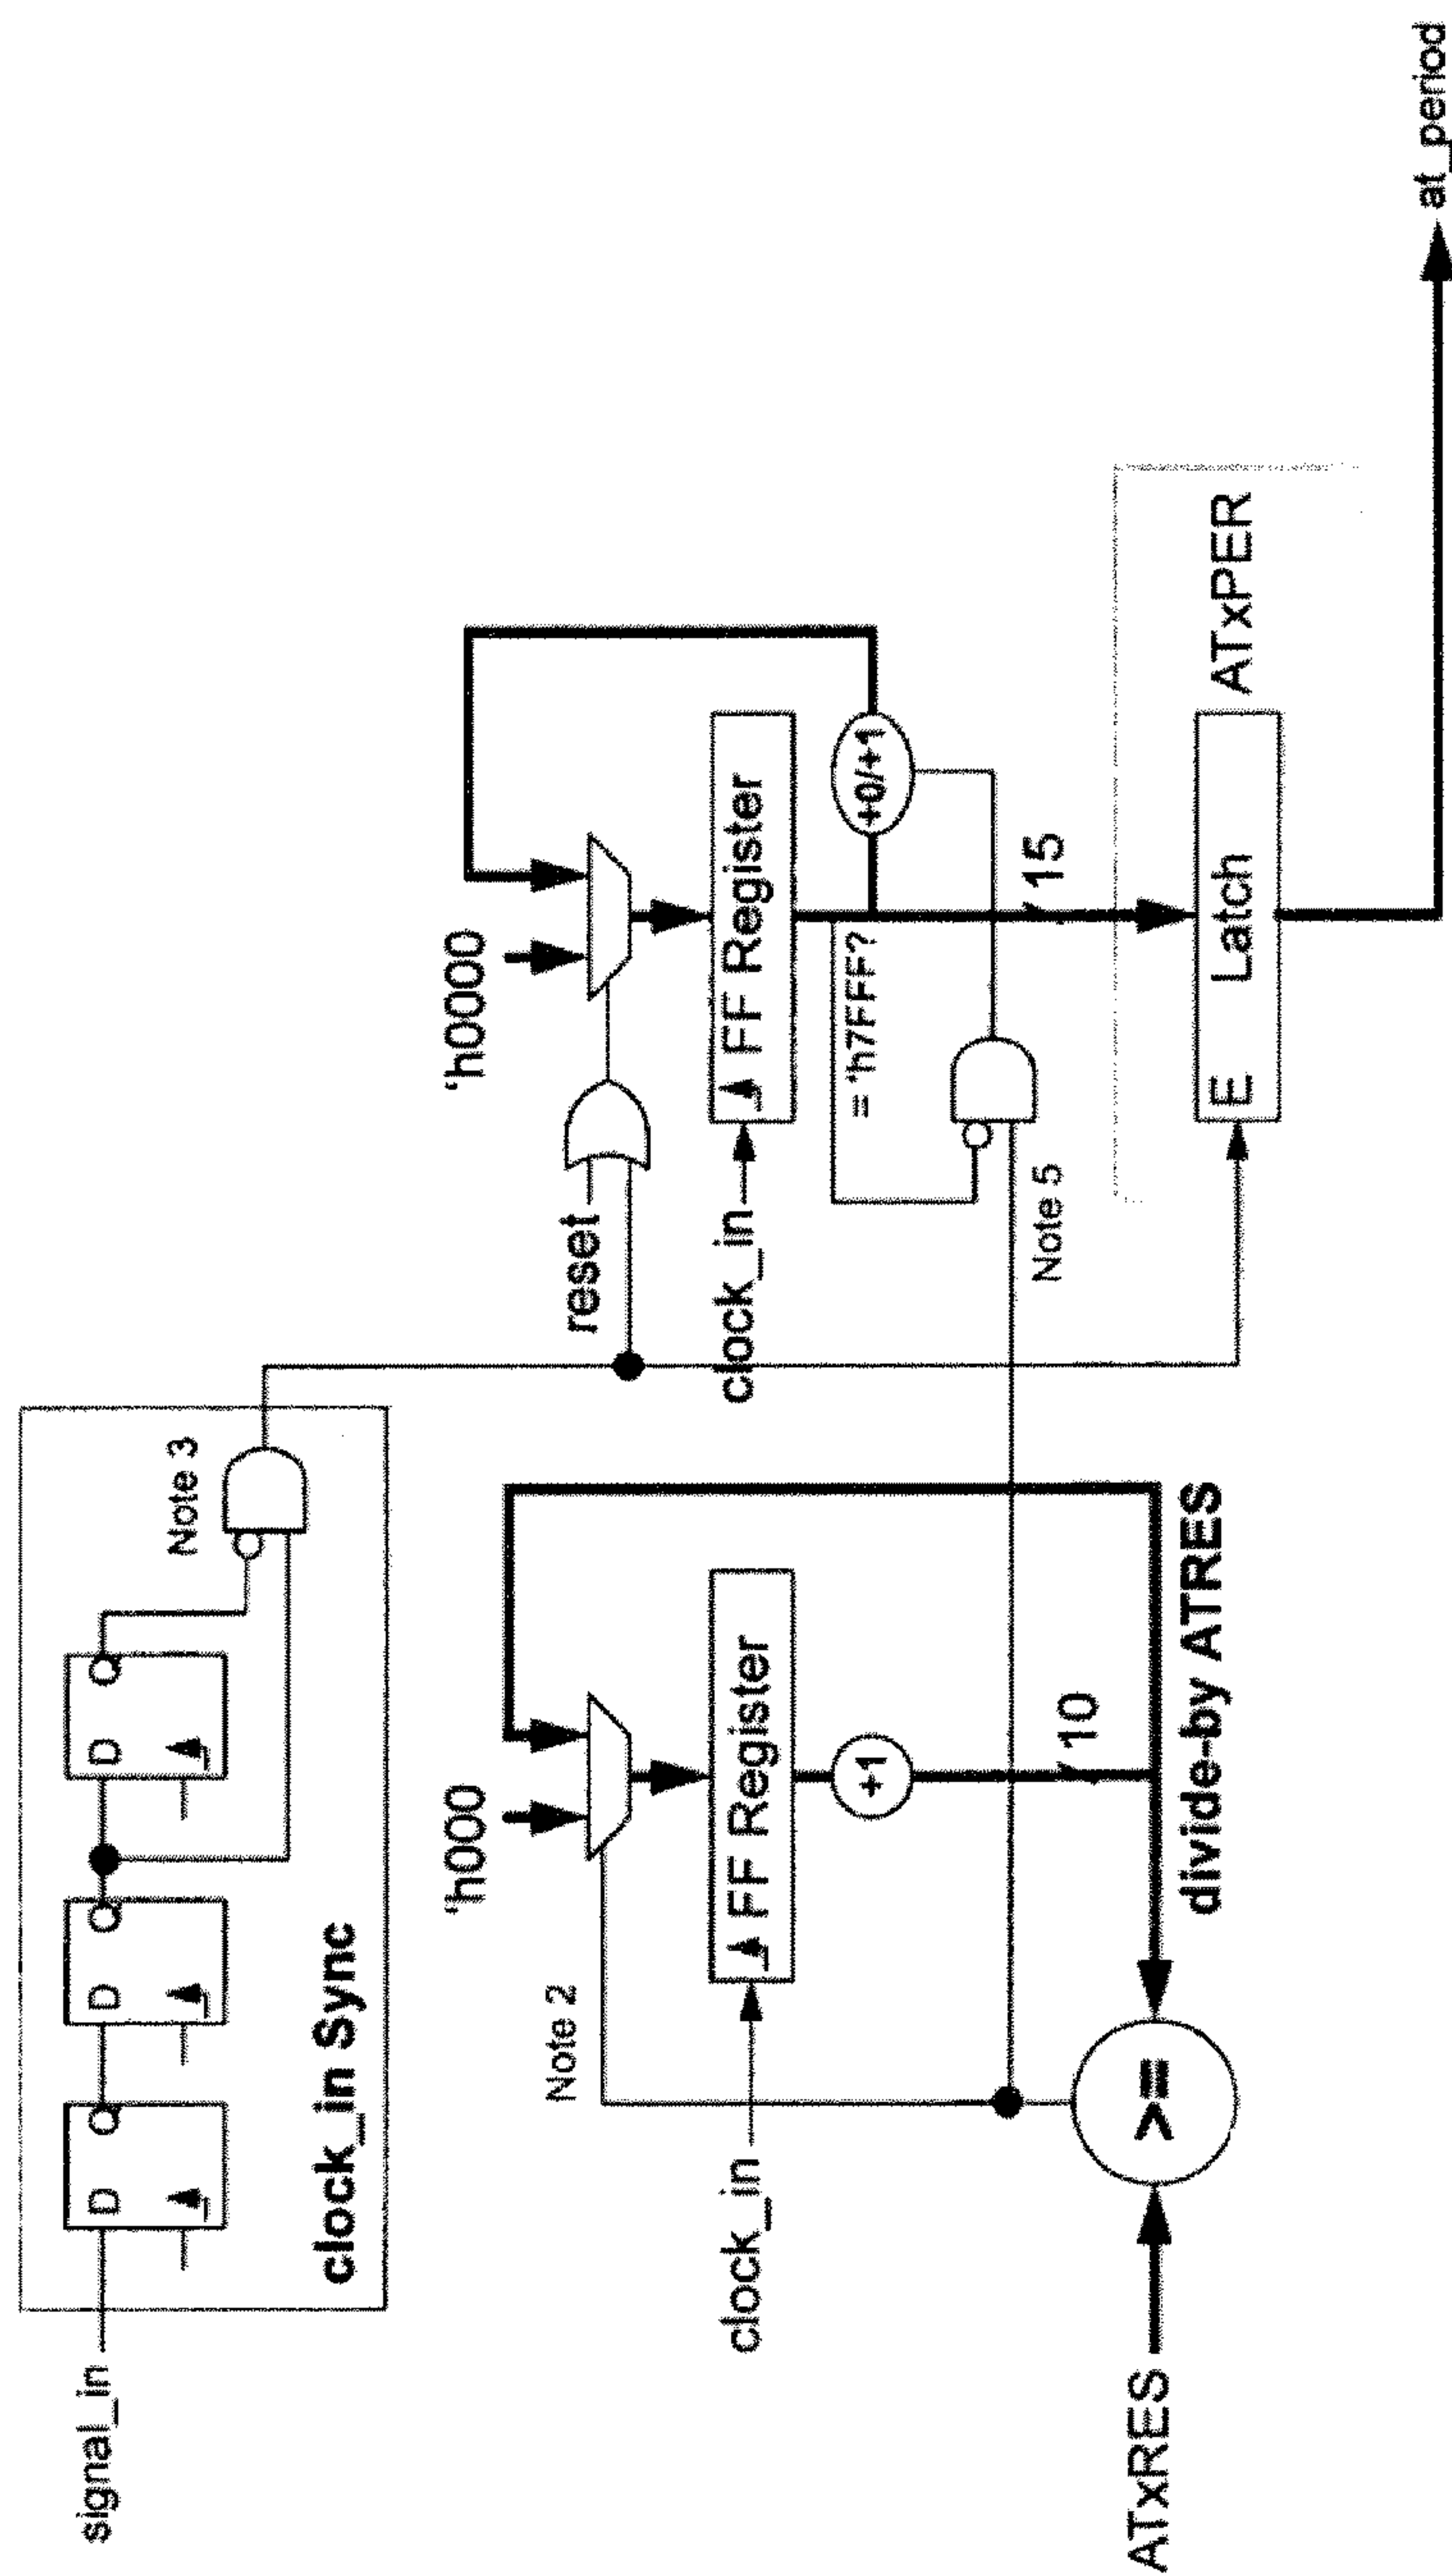 signal_in
D Q
D Q
D Q
Note 3
clock_in Sync
'h000
'h0000
Note 2
reset
clock_in
FF Register
clock_in
FF Register
+1
+0/+1
= 'h7FFF?
10
15
Note 5
ATxRES
>=
divide-by ATRES
E Latch
ATxPER
at_period